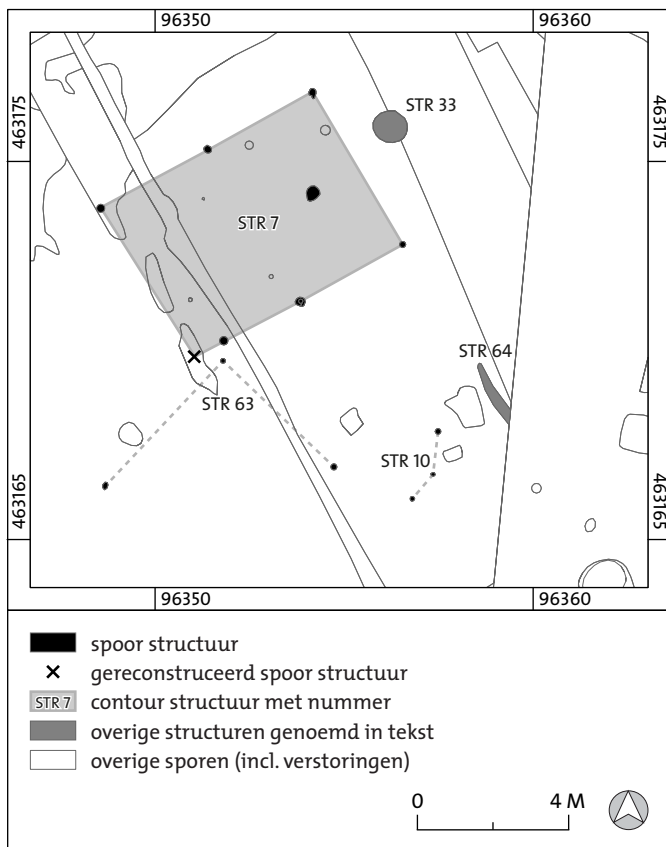 96350 96360
463175 463175
STR 33
STR 7
STR 64
STR 63
STR 10
463165 463165
96350 96360
spoor structuur
gereconstruceerd spoor structuur
STR 7 contour structuur met nummer
overige structuren genoemd in tekst
overige sporen (incl. verstoringen)
0 4 M